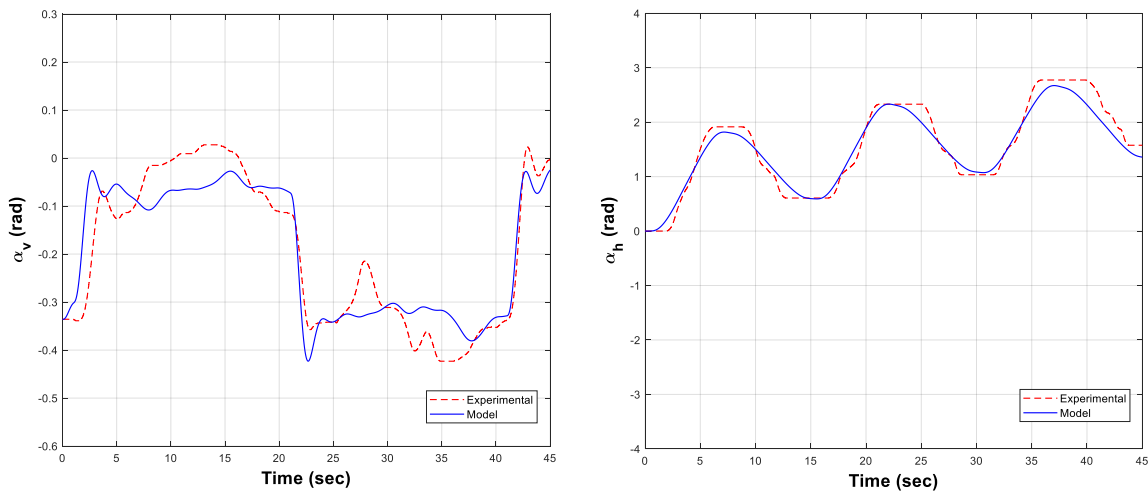 0.3
0.2
0.1
0
-0.1
-0.2
-0.3
-0.4
-0.5
-0.6
αv (rad)
0 5 10 15 20 25 30 35 40 45
Time (sec)
Experimental
Model
4
3
2
1
0
-1
-2
-3
-4
αh (rad)
0 5 10 15 20 25 30 35 40 45
Time (sec)
Experimental
Model